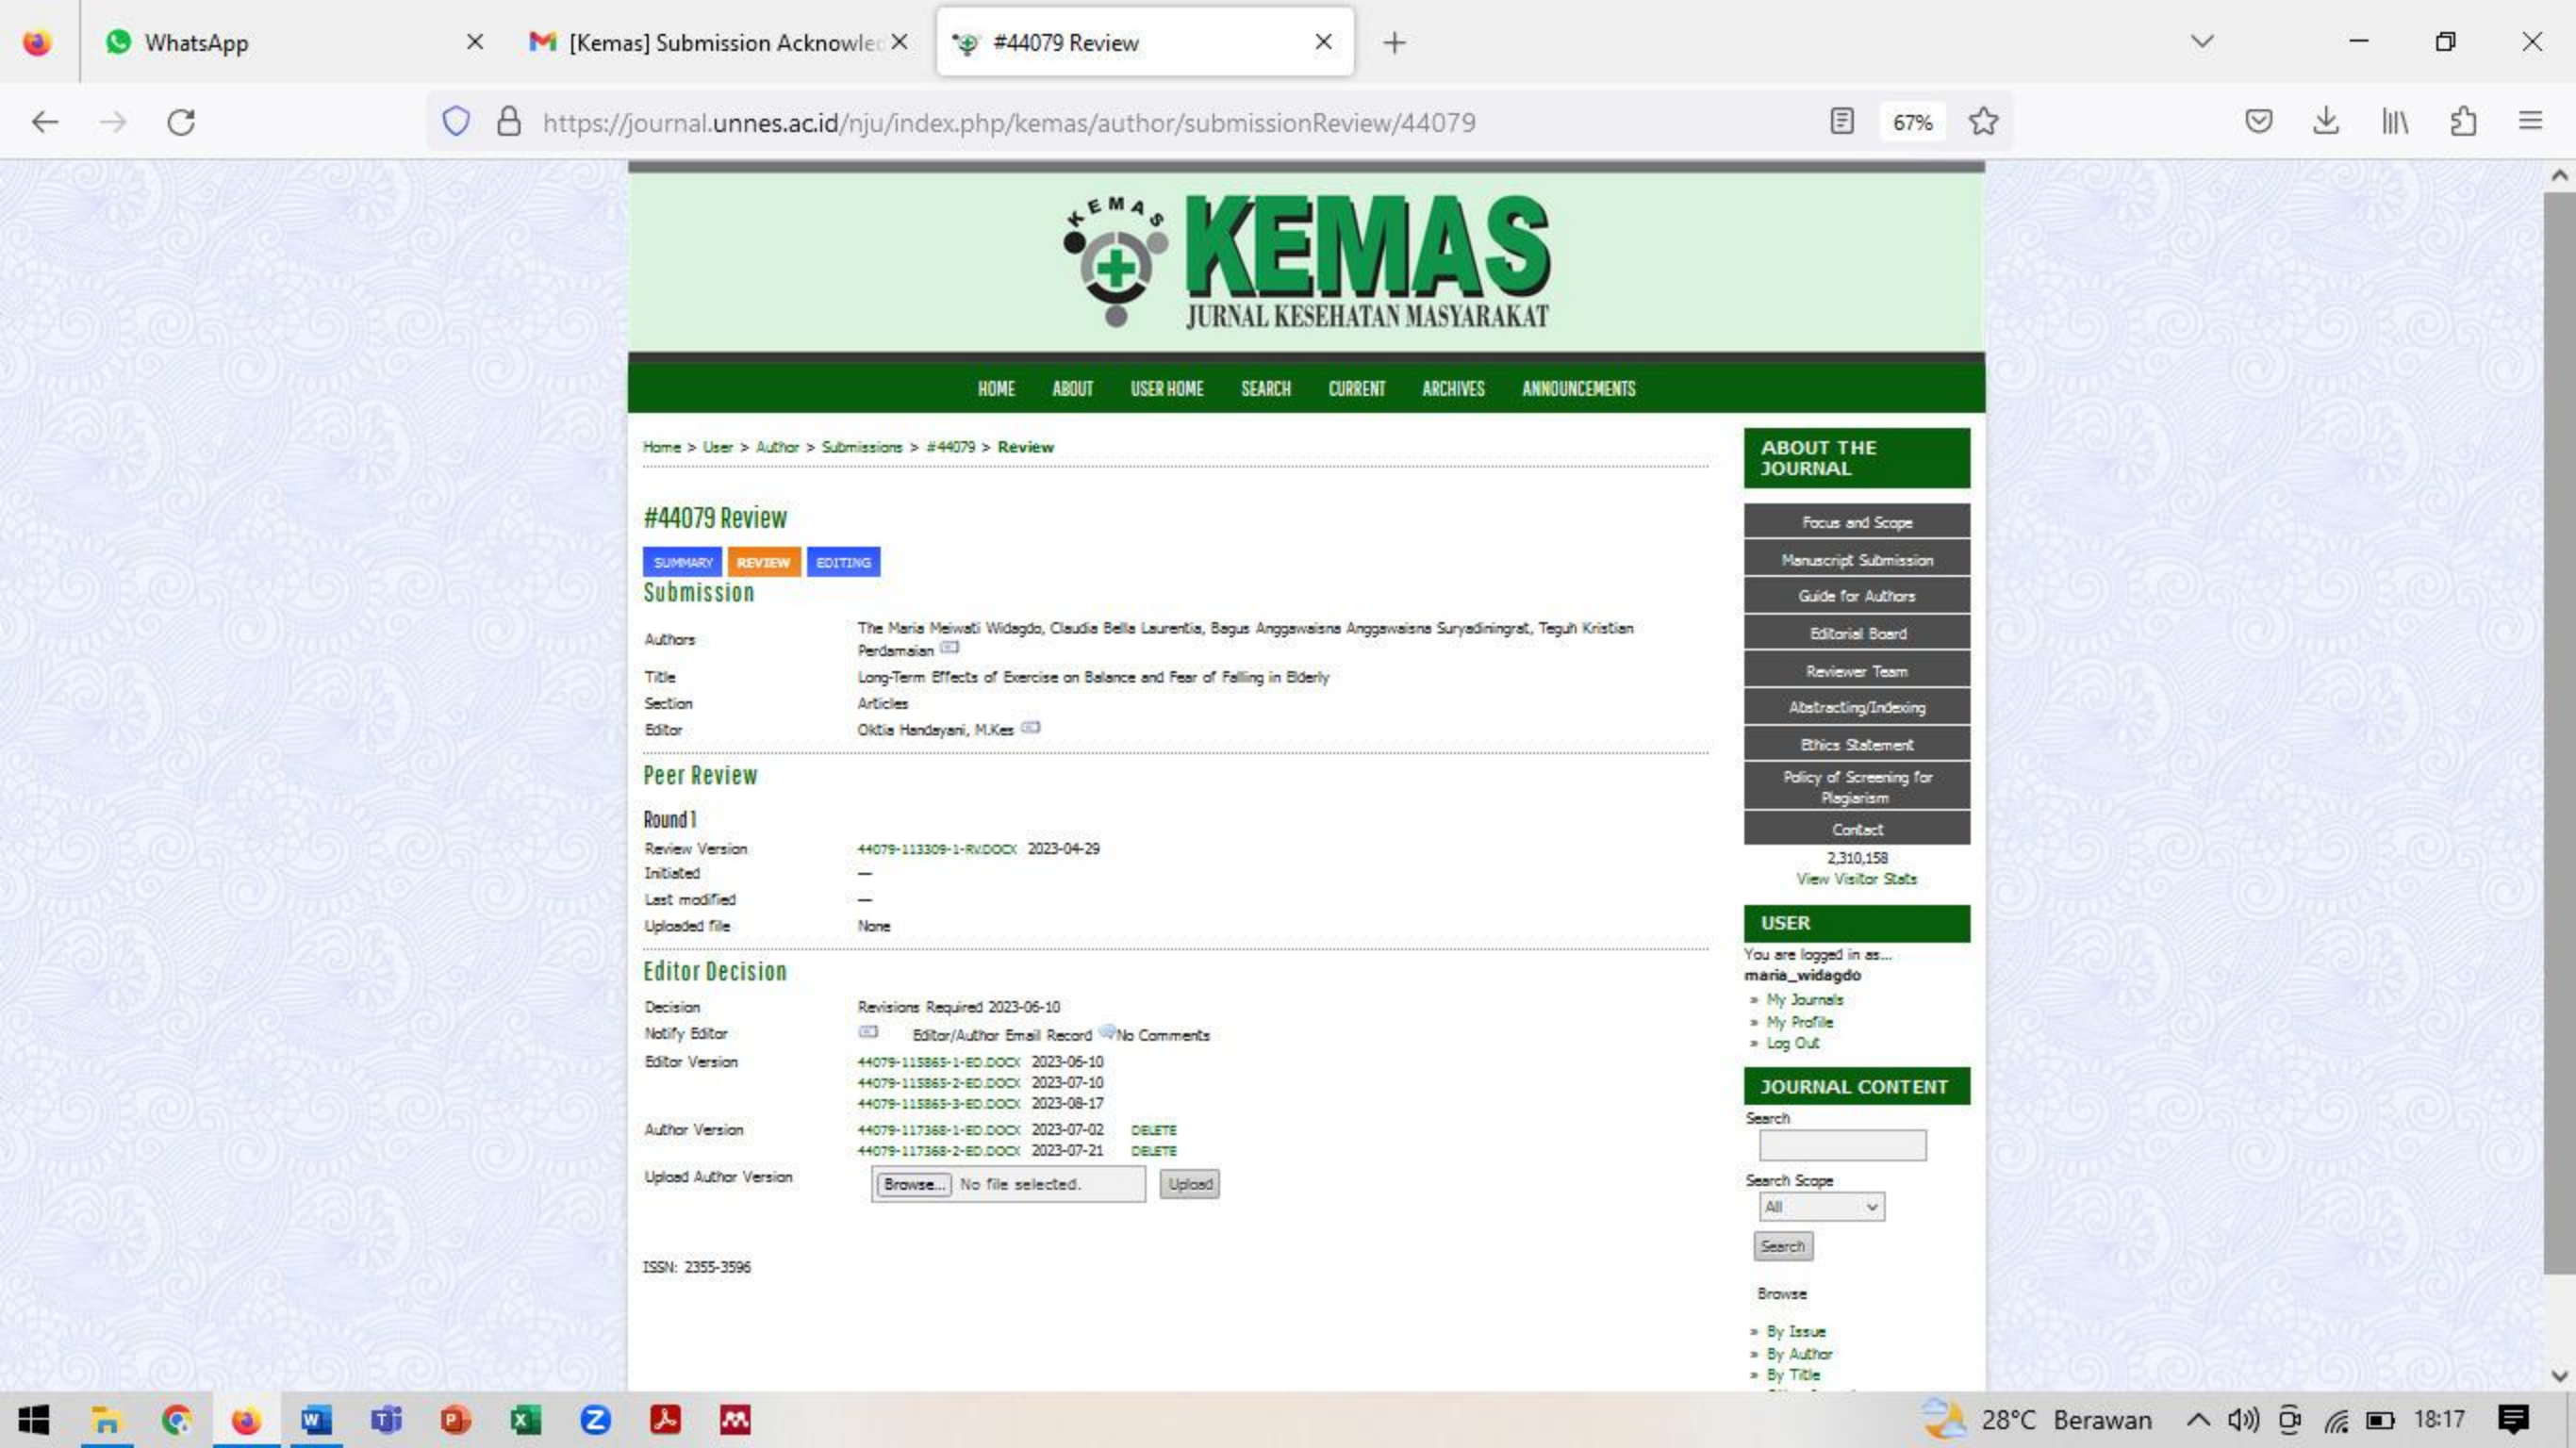 WhatsApp
[Kemas] Submission Acknowled
#44079 Review
https://journal.unnes.ac.id/nju/index.php/kemas/author/submissionReview/44079
67%
KEMAS
KEMAS
JURNAL KESEHATAN MASYARAKAT
HOME ABOUT USER HOME SEARCH CURRENT ARCHIVES ANNOUNCEMENTS
Home > User > Author > Submissions > #44079 > Review
#44079 Review
SUMMARY REVIEW EDITING
Submission
Authors The Maria Meiwati Widagdo, Claudia Bella Laurentia, Bagus Anggawaisna Anggawaisna Suryadiningrat, Teguh Kristian
Perdamaian
Title Long-Term Effects of Exercise on Balance and Fear of Falling in Elderly
Section Articles
Editor Oktia Handayani, M.Kes
Peer Review
Round 1
Review Version 44079-113309-1-RV.DOCX 2023-04-29
Initiated —
Last modified —
Uploaded file None
Editor Decision
Decision Revisions Required 2023-06-10
Notify Editor Editor/Author Email Record No Comments
Editor Version 44079-115865-1-ED.DOCX 2023-06-10
44079-115865-2-ED.DOCX 2023-07-10
44079-115865-3-ED.DOCX 2023-08-17
Author Version 44079-117368-1-ED.DOCX 2023-07-02 DELETE
44079-117368-2-ED.DOCX 2023-07-21 DELETE
Upload Author Version Browse... No file selected. Upload
ISSN: 2355-3596
ABOUT THE
JOURNAL
Focus and Scope
Manuscript Submission
Guide for Authors
Editorial Board
Reviewer Team
Abstracting/Indexing
Ethics Statement
Policy of Screening for
Plagiarism
Contact
2,310,158
View Visitor Stats
USER
You are logged in as...
maria_widagdo
» My Journals
» My Profile
» Log Out
JOURNAL CONTENT
Search
Search Scope
All
Search
Browse
» By Issue
» By Author
» By Title
28°C Berawan 18:17